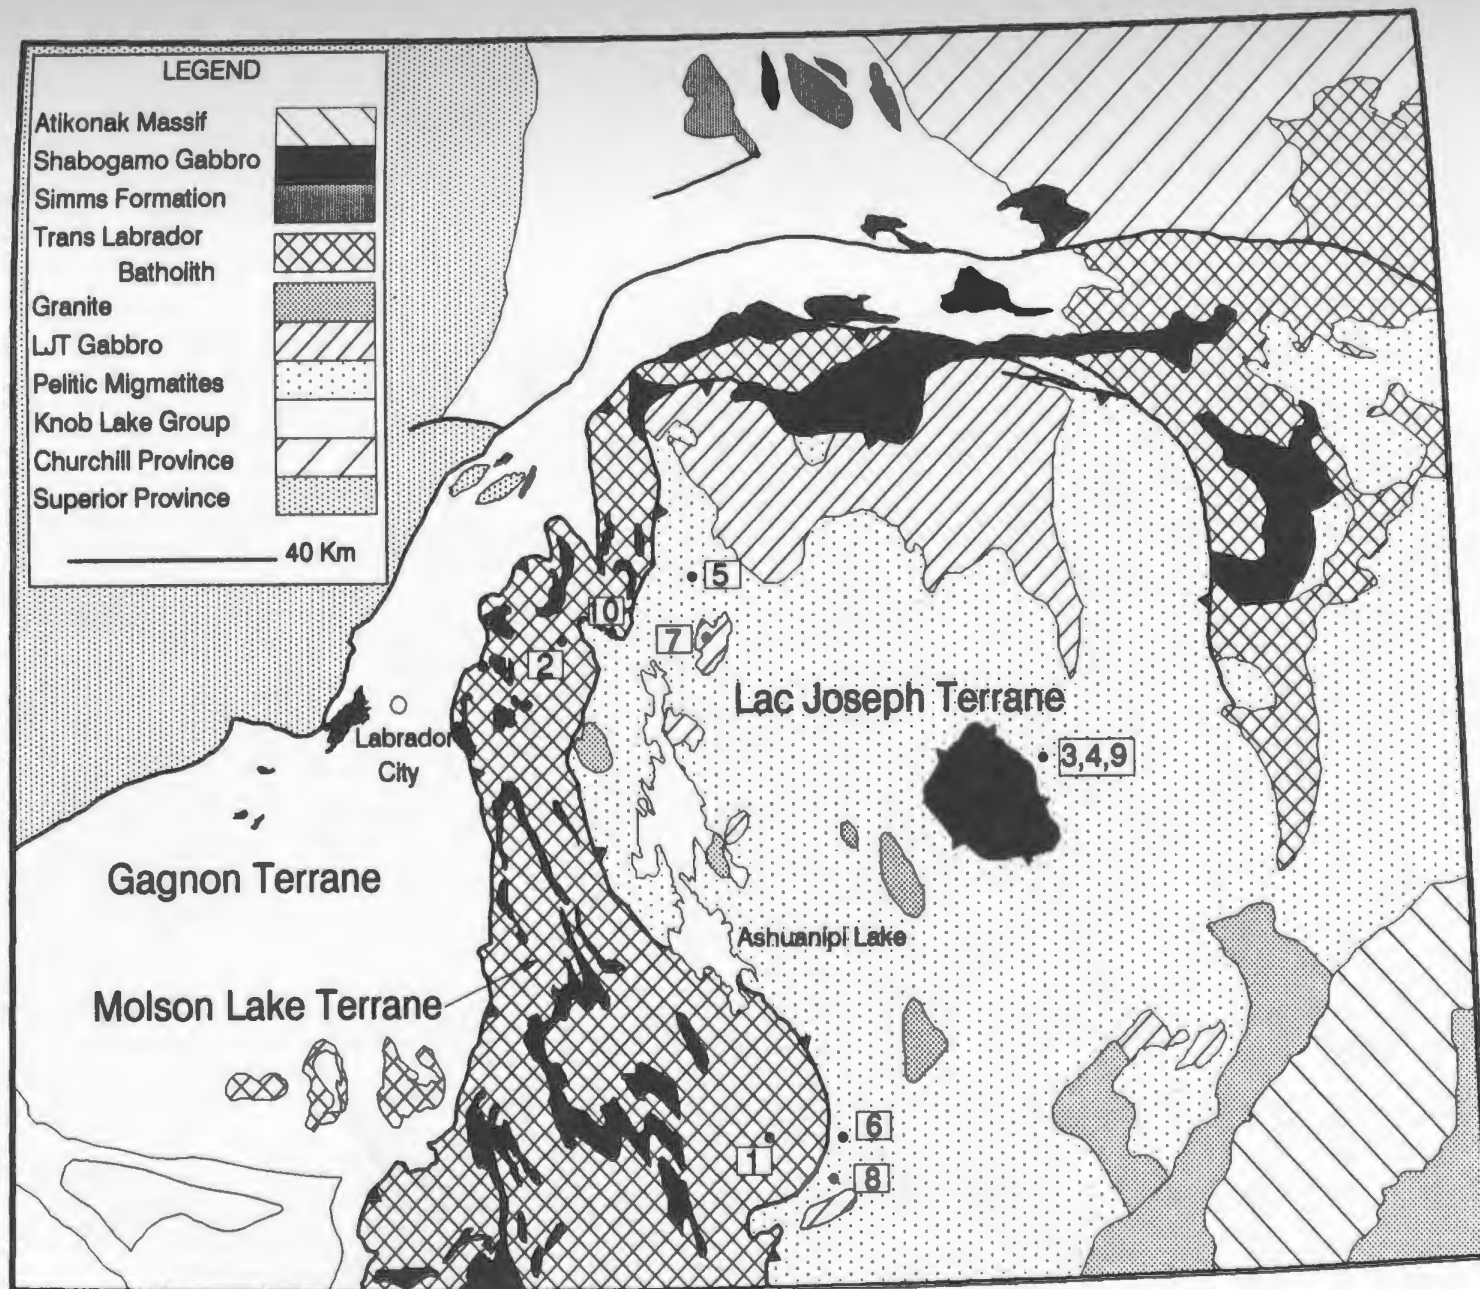 LEGEND
Atikonak Massif
Shabogamo Gabbro
Simms Formation
Trans Labrador
Batholith
Granite
LJT Gabbro
Pelitic Migmatites
Knob Lake Group
Churchill Province
Superior Province
40 Km
5
10
7
2
Lac Joseph Terrane
3,4,9
Labrador
City
Gagnon Terrane
Ashuanipi Lake
Molson Lake Terrane
6
1
8